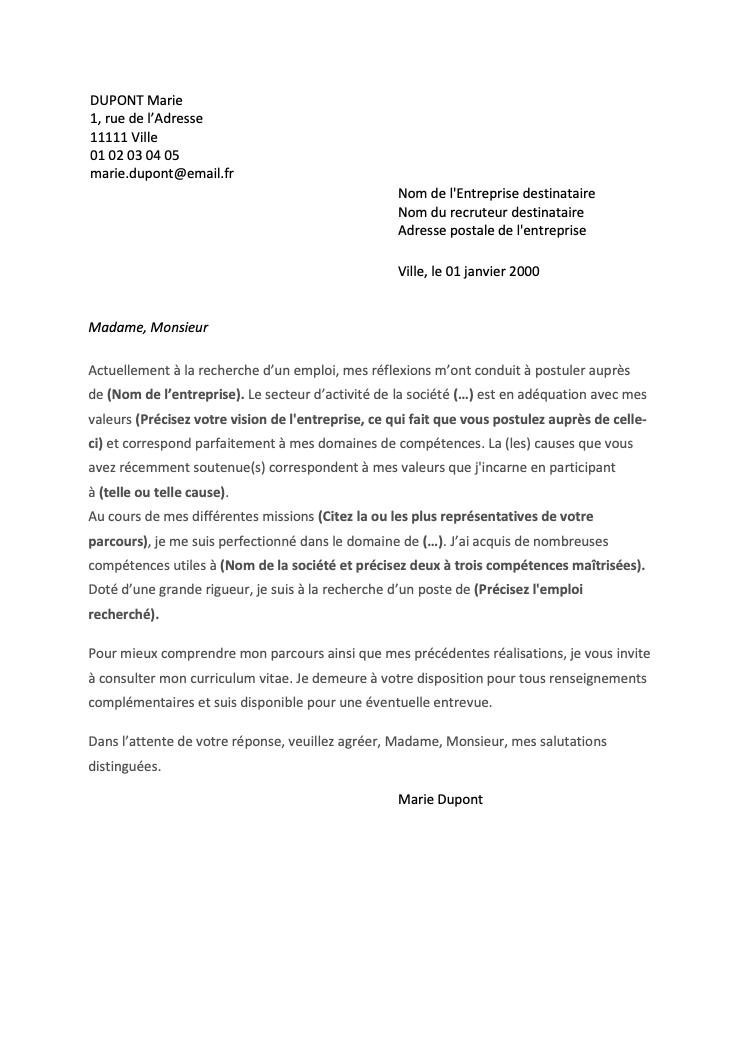 DUPONT Marie
1, rue de l’Adresse
11111 Ville
01 02 03 04 05
marie.dupont@email.fr
Nom de l'Entreprise destinataire
Nom du recruteur destinataire
Adresse postale de l'entreprise
Ville, le 01 janvier 2000
Madame, Monsieur
Actuellement à la recherche d’un emploi, mes réflexions m’ont conduit à postuler auprès
de (Nom de l’entreprise). Le secteur d’activité de la société (…) est en adéquation avec mes
valeurs (Précisez votre vision de l'entreprise, ce qui fait que vous postulez auprès de celle-
ci) et correspond parfaitement à mes domaines de compétences. La (les) causes que vous
avez récemment soutenue(s) correspondent à mes valeurs que j'incarne en participant
à (telle ou telle cause).
Au cours de mes différentes missions (Citez la ou les plus représentatives de votre
parcours), je me suis perfectionné dans le domaine de (…). J’ai acquis de nombreuses
compétences utiles à (Nom de la société et précisez deux à trois compétences maîtrisées).
Doté d’une grande rigueur, je suis à la recherche d’un poste de (Précisez l'emploi
recherché).
Pour mieux comprendre mon parcours ainsi que mes précédentes réalisations, je vous invite
à consulter mon curriculum vitae. Je demeure à votre disposition pour tous renseignements
complémentaires et suis disponible pour une éventuelle entrevue.
Dans l’attente de votre réponse, veuillez agréer, Madame, Monsieur, mes salutations
distinguées.
Marie Dupont